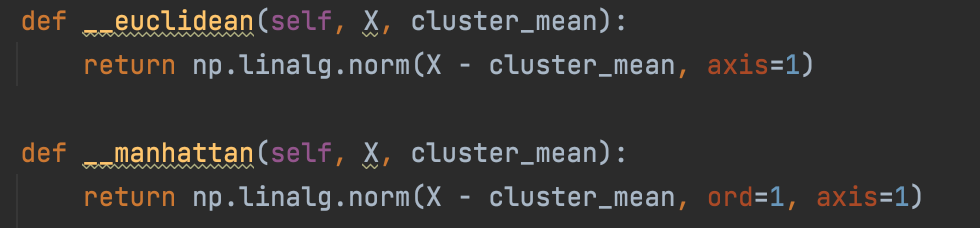 def __euclidean(self, X, cluster_mean):
    return np.linalg.norm(X - cluster_mean, axis=1)
def __manhattan(self, X, cluster_mean):
    return np.linalg.norm(X - cluster_mean, ord=1, axis=1)